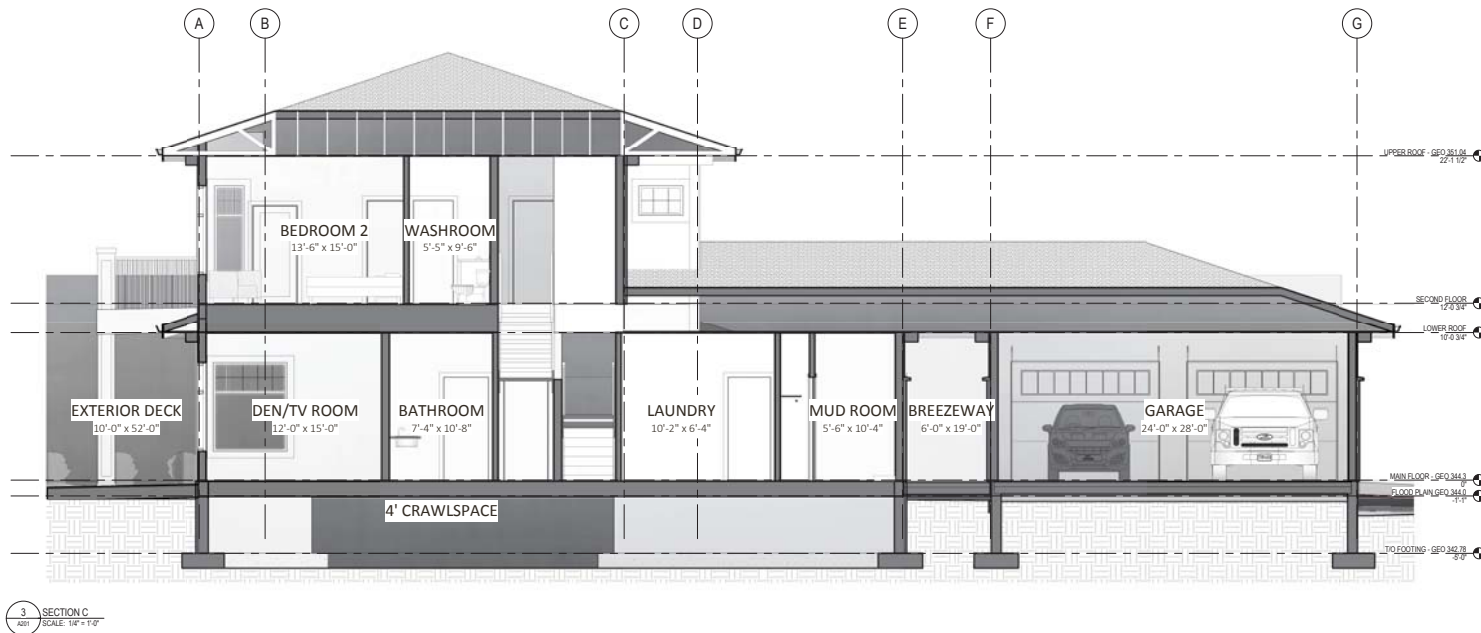 A B C D E F G
UPPER ROOF - GEO 351.04
22'-1 1/2"
BEDROOM 2
13'-6" x 15'-0"
WASHROOM
5'-5" x 9'-6"
SECOND FLOOR
12'-0 3/4"
LOWER ROOF
10'-0 3/4"
EXTERIOR DECK
10'-0" x 52'-0"
DEN/TV ROOM
12'-0" x 15'-0"
BATHROOM
7'-4" x 10'-8"
LAUNDRY
10'-2" x 6'-4"
MUD ROOM
5'-6" x 10'-4"
BREEZEWAY
6'-0" x 19'-0"
GARAGE
24'-0" x 28'-0"
MAIN FLOOR - GEO 344.3
0"
FLOOD PLAIN GEO 344.0
-1'-1"
4' CRAWLSPACE
T/O FOOTING - GEO 342.78
-5'-0"
3
A201
SECTION C
SCALE: 1/4" = 1'-0"